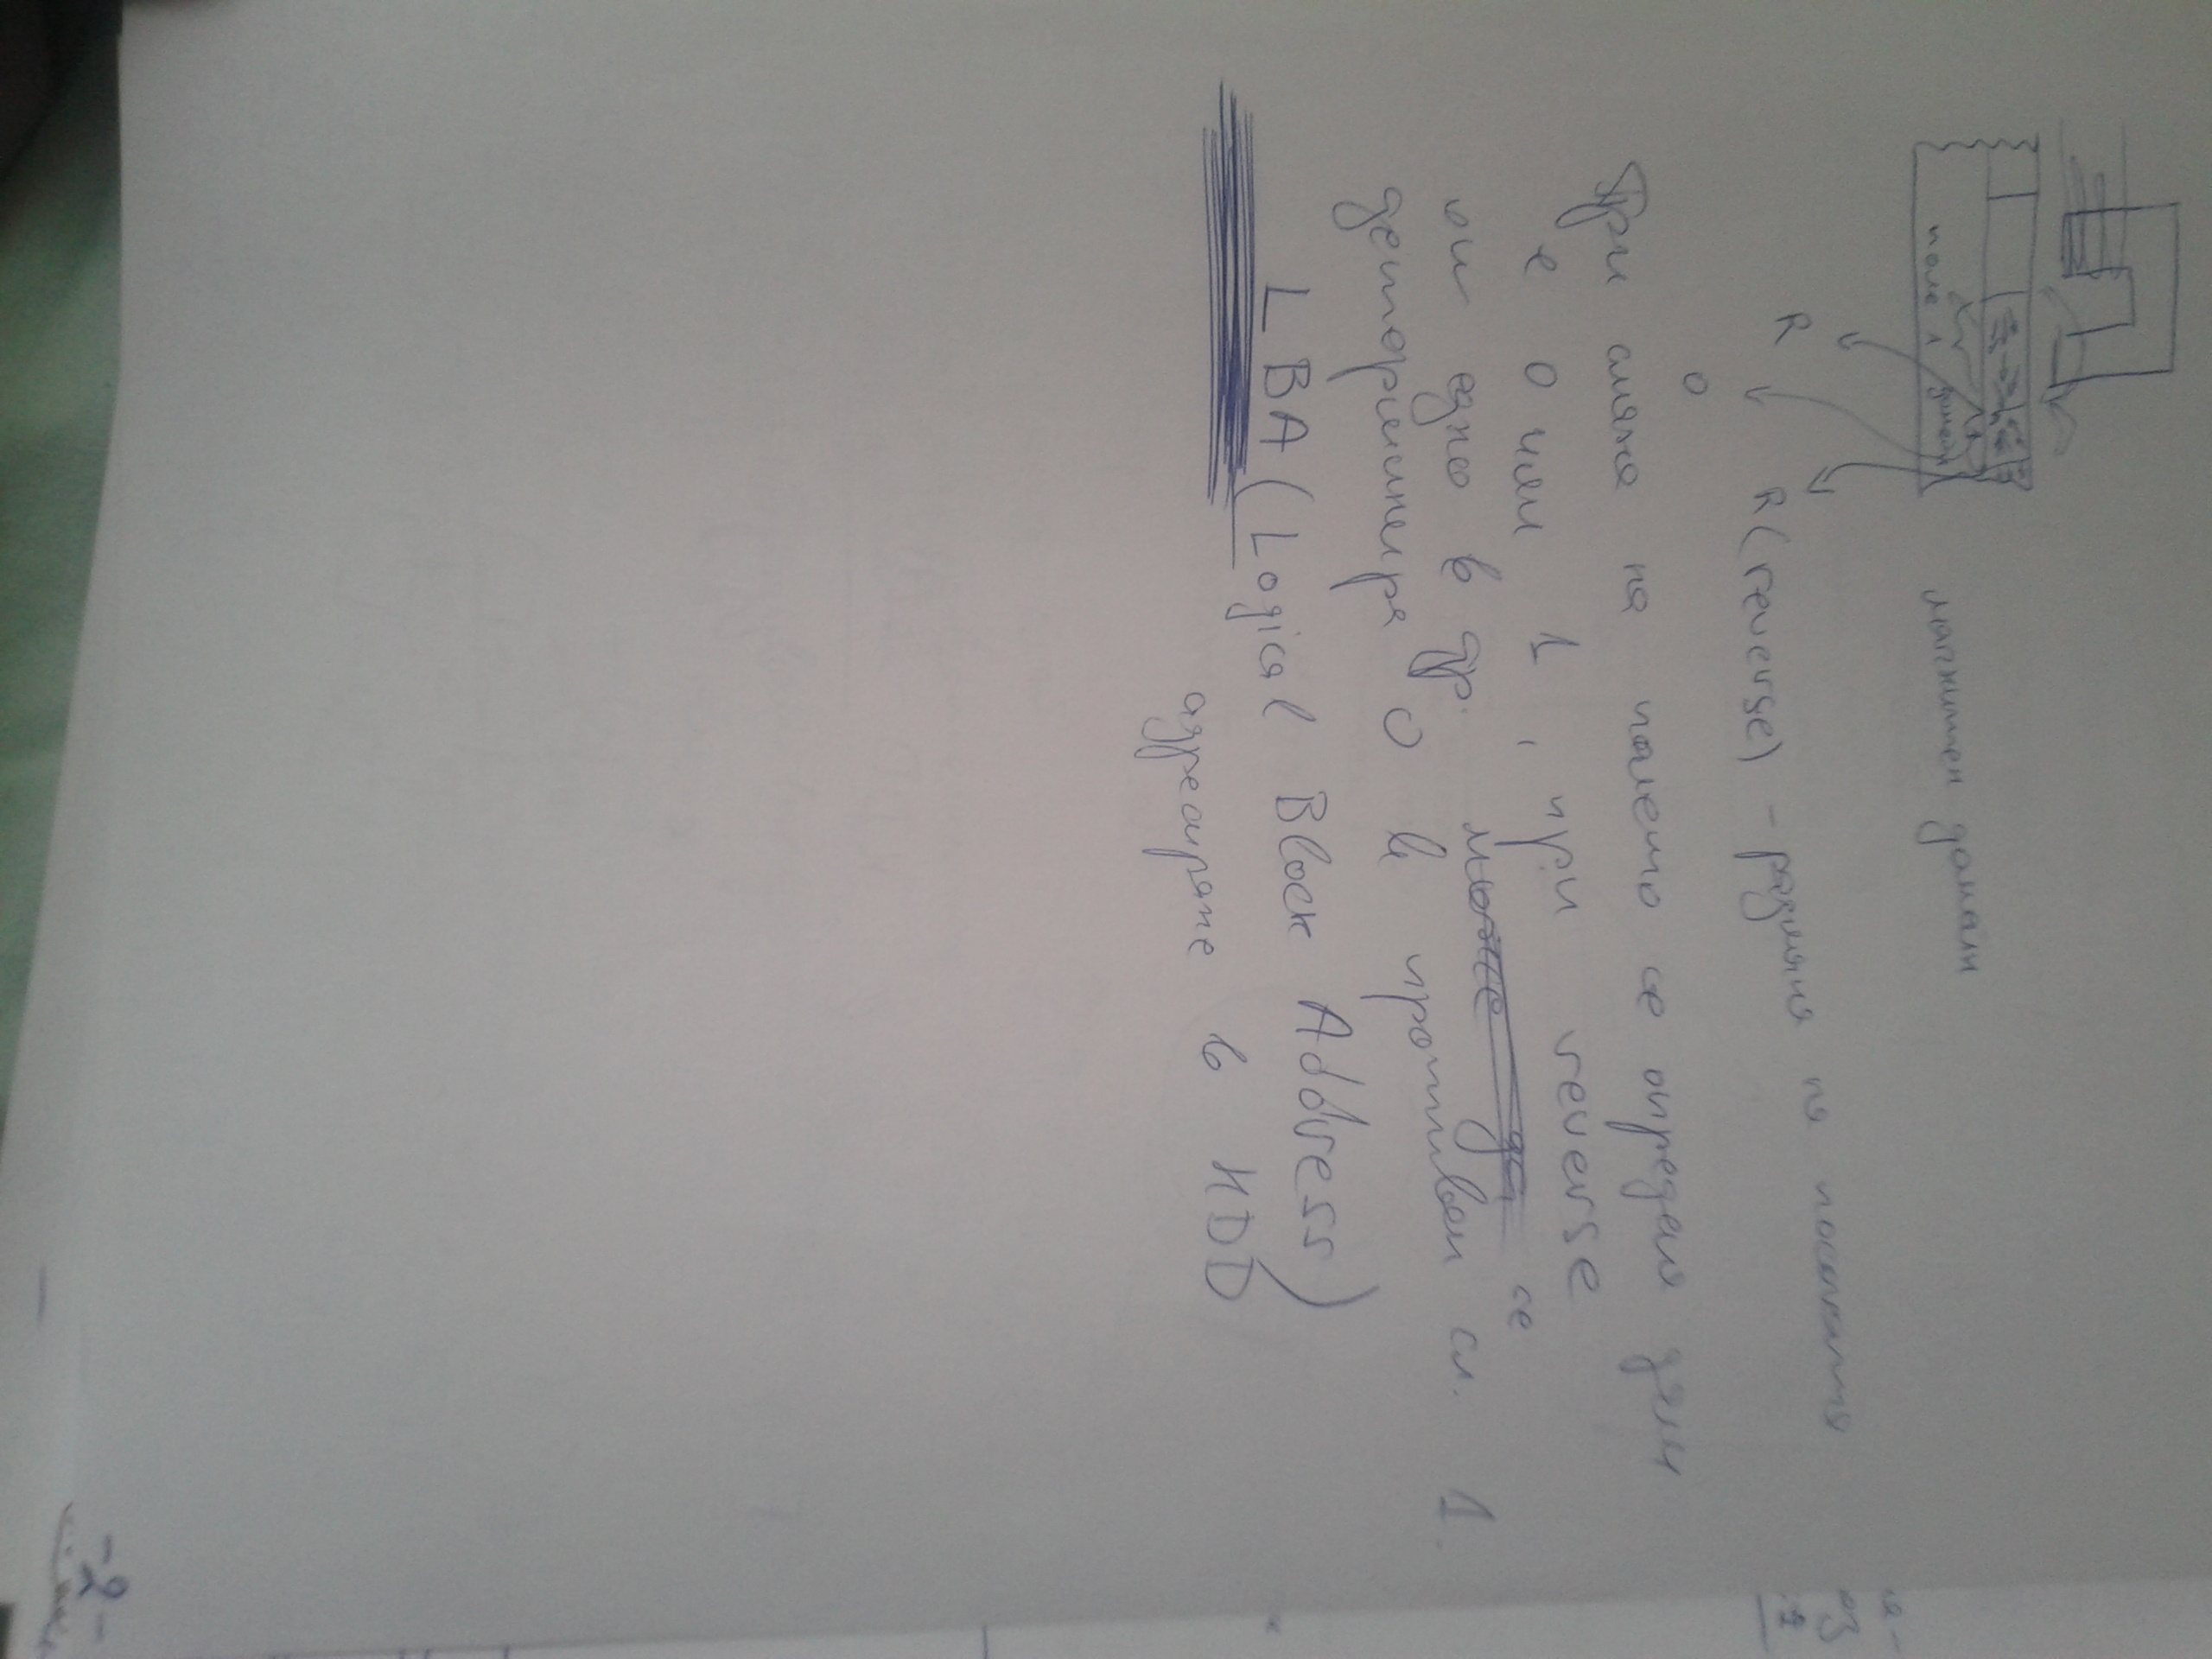 поле 1 домейн
магнитен домейн
R
R (reverse) - размяна на посоката
0
При смяна на полето се определя дали
е 0 или 1, при reverse
от едно в др. може да се
детерминира 0 в противен сл. 1.
LBA (Logical Block Address)
адресиране в HDD
-2-